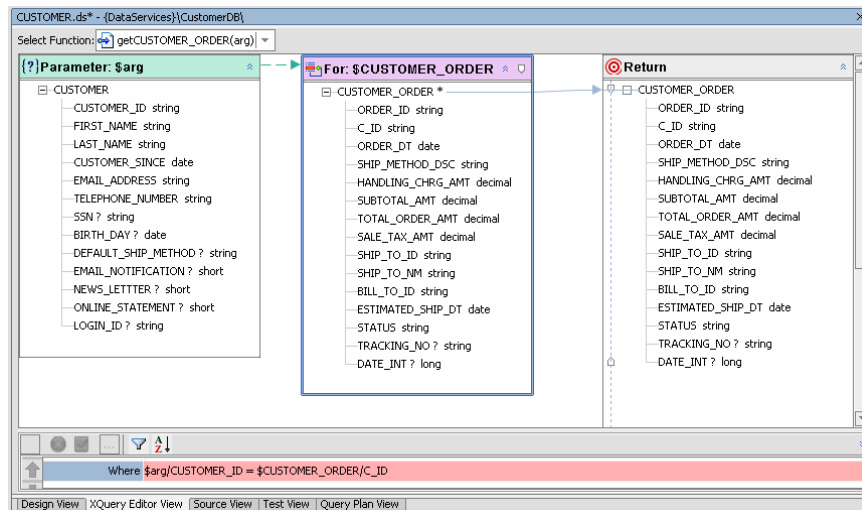 CUSTOMER.ds* - {DataServices}\CustomerDB\
Select Function: getCUSTOMER_ORDER(arg)
{?}Parameter: $arg
CUSTOMER
CUSTOMER_ID string
FIRST_NAME string
LAST_NAME string
CUSTOMER_SINCE date
EMAIL_ADDRESS string
TELEPHONE_NUMBER string
SSN ? string
BIRTH_DAY ? date
DEFAULT_SHIP_METHOD ? string
EMAIL_NOTIFICATION ? short
NEWS_LETTTER ? short
ONLINE_STATEMENT ? short
LOGIN_ID ? string
For: $CUSTOMER_ORDER
CUSTOMER_ORDER *
ORDER_ID string
C_ID string
ORDER_DT date
SHIP_METHOD_DSC string
HANDLING_CHRG_AMT decimal
SUBTOTAL_AMT decimal
TOTAL_ORDER_AMT decimal
SALE_TAX_AMT decimal
SHIP_TO_ID string
SHIP_TO_NM string
BILL_TO_ID string
ESTIMATED_SHIP_DT date
STATUS string
TRACKING_NO ? string
DATE_INT ? long
Return
CUSTOMER_ORDER
ORDER_ID string
C_ID string
ORDER_DT date
SHIP_METHOD_DSC string
HANDLING_CHRG_AMT decimal
SUBTOTAL_AMT decimal
TOTAL_ORDER_AMT decimal
SALE_TAX_AMT decimal
SHIP_TO_ID string
SHIP_TO_NM string
BILL_TO_ID string
ESTIMATED_SHIP_DT date
STATUS string
TRACKING_NO ? string
DATE_INT ? long
Where $arg/CUSTOMER_ID = $CUSTOMER_ORDER/C_ID
Design View XQuery Editor View Source View Test View Query Plan View